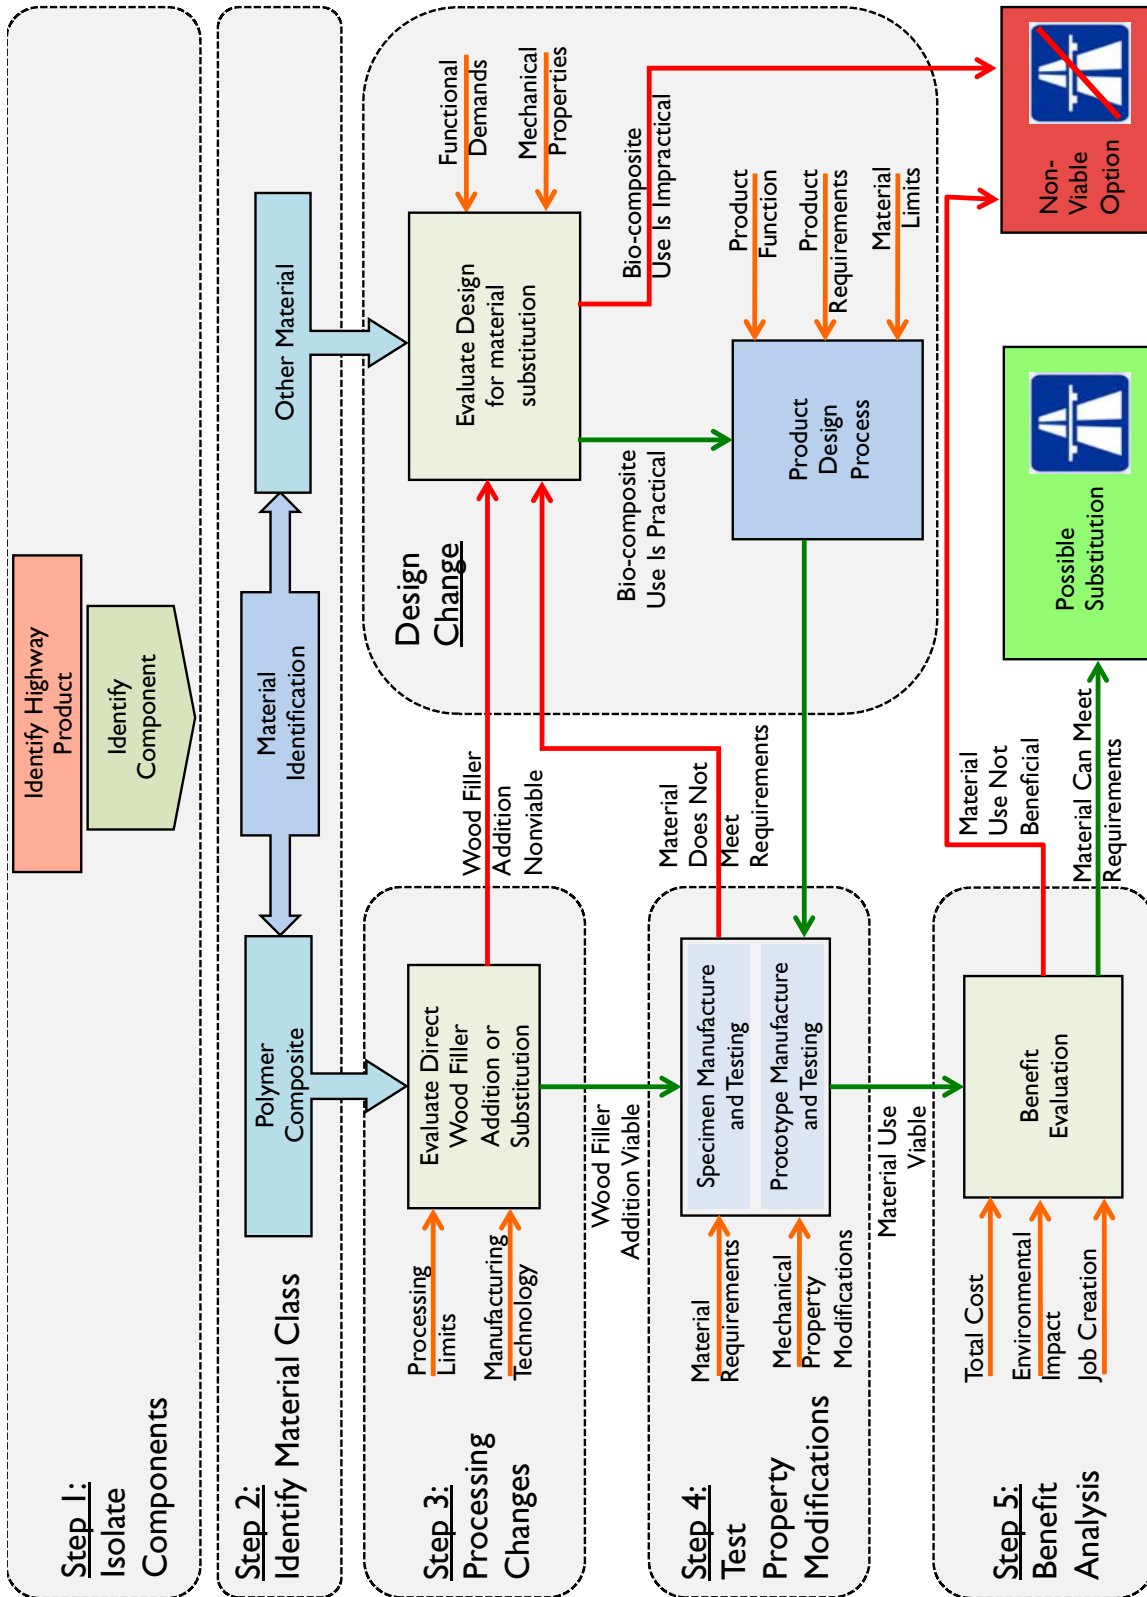 Step 1:
Isolate
Components
Identify Highway
Product
Identify
Component
Step 2:
Identify Material Class
Polymer
Composite
Material
Identification
Other Material
Step 3:
Processing
Changes
Processing
Limits
Manufacturing
Technology
Evaluate Direct
Wood Filler
Addition or
Substitution
Wood Filler
Addition
Nonviable
Wood Filler
Addition Viable
Design
Change
Evaluate Design
for material
substitution
Functional
Demands
Mechanical
Properties
Bio-composite
Use Is Impractical
Bio-composite
Use Is Practical
Product
Design
Process
Product
Function
Product
Requirements
Material
Limits
Step 4:
Test
Property
Modifications
Material
Requirements
Mechanical
Property
Modifications
Specimen Manufacture
and Testing
Prototype Manufacture
and Testing
Material
Does Not
Meet
Requirements
Material Use
Viable
Step 5:
Benefit
Analysis
Total Cost
Environmental
Impact
Job Creation
Benefit
Evaluation
Material
Use Not
Beneficial
Material Can Meet
Requirements
Possible
Substitution
Non-
Viable
Option